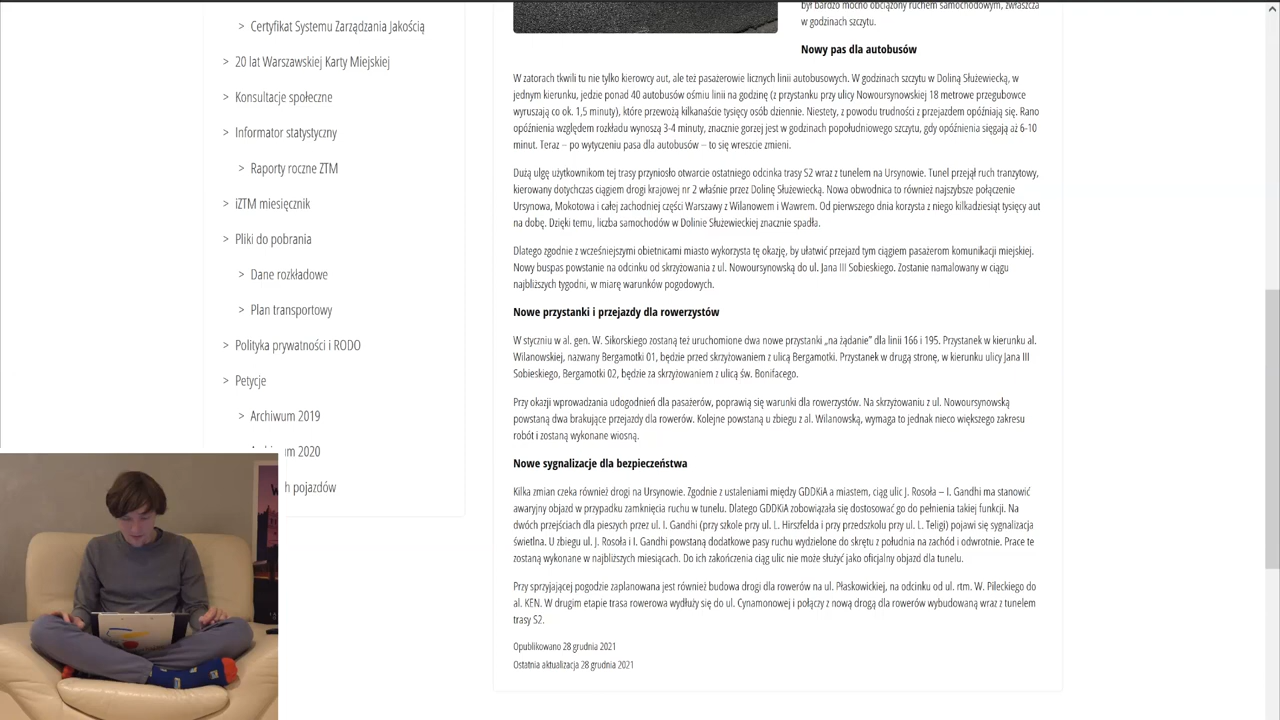 > Certyfikat Systemu Zarządzania Jakością
> 20 lat Warszawskiej Karty Miejskiej
> Konsultacje społeczne
> Informator statystyczny
> Raporty roczne ZTM
> iZTM miesięcznik
> Pliki do pobrania
> Dane rozkładowe
> Plan transportowy
> Polityka prywatności i RODO
> Petycje
> Archiwum 2019
2020
pojazdów
był bardzo mocno obciążony ruchem samochodowym, zwłaszcza
w godzinach szczytu.
Nowy pas dla autobusów
W zatorach tkwili tu nie tylko kierowcy aut, ale też pasażerowie licznych linii autobusowych. W godzinach szczytu w Doliną Służewiecką, w
jednym kierunku, jedzie ponad 40 autobusów ośmiu linii na godzinę (z przystanku przy ulicy Nowoursynowskiej 18 metrowe przegubowce
wyruszają co ok. 1,5 minuty), które przewożą kilkanaście tysięcy osób dziennie. Niestety, z powodu trudności z przejazdem opóźniają się. Rano
opóźnienia względem rozkładu wynoszą 3-4 minuty, znacznie gorzej jest w godzinach popołudniowego szczytu, gdy opóźnienia sięgają aż 6-10
minut. Teraz – po wytyczeniu pasa dla autobusów – to się wreszcie zmieni.
Dużą ulgę użytkownikom tej trasy przyniosło otwarcie ostatniego odcinka trasy S2 wraz z tunelem na Ursynowie. Tunel przejął ruch tranzytowy,
kierowany dotychczas ciągiem drogi krajowej nr 2 właśnie przez Dolinę Służewiecką. Nowa obwodnica to również najszybsze połączenie
Ursynowa, Mokotowa i całej zachodniej części Warszawy z Wilanowem i Wawrem. Od pierwszego dnia korzysta z niego kilkadziesiąt tysięcy aut
na dobę. Dzięki temu, liczba samochodów w Dolinie Służewieckiej znacznie spadła.
Dlatego zgodnie z wcześniejszymi obietnicami miasto wykorzysta tę okazję, by ułatwić przejazd tym ciągiem pasażerom komunikacji miejskiej.
Nowy buspas powstanie na odcinku od skrzyżowania z ul. Nowoursynowską do ul. Jana III Sobieskiego. Zostanie namalowany w ciągu
najbliższych tygodni, w miarę warunków pogodowych.
Nowe przystanki i przejazdy dla rowerzystów
W styczniu w al. gen. W. Sikorskiego zostaną też uruchomione dwa nowe przystanki „na żądanie” dla linii 166 i 195. Przystanek w kierunku al.
Wilanowskiej, nazwany Bergamotki 01, będzie przed skrzyżowaniem z ulicą Bergamotki. Przystanek w drugą stronę, w kierunku ulicy Jana III
Sobieskiego, Bergamotki 02, będzie za skrzyżowaniem z ulicą św. Bonifacego.
Przy okazji wprowadzania udogodnień dla pasażerów, poprawią się warunki dla rowerzystów. Na skrzyżowaniu z ul. Nowoursynowską
powstaną dwa brakujące przejazdy dla rowerów. Kolejne powstaną u zbiegu z al. Wilanowską, wymaga to jednak nieco większego zakresu
robót i zostaną wykonane wiosną.
Nowe sygnalizacje dla bezpieczeństwa
Kilka zmian czeka również drogi na Ursynowie. Zgodnie z ustaleniami między GDDKiA a miastem, ciąg ulic J. Rosoła – I. Gandhi ma stanowić
awaryjny objazd w przypadku zamknięcia ruchu w tunelu. Dlatego GDDKiA zobowiązała się dostosować go do pełnienia takiej funkcji. Na
dwóch przejściach dla pieszych przez ul. I. Gandhi (przy szkole przy ul. L. Hirszfelda i przy przedszkolu przy ul. L. Teligi) pojawi się sygnalizacja
świetlna. U zbiegu ul. J. Rosoła i I. Gandhi powstaną dodatkowe pasy ruchu wydzielone do skrętu z południa na zachód i odwrotnie. Prace te
zostaną wykonane w najbliższych miesiącach. Do ich zakończenia ciąg ulic nie może służyć jako oficjalny objazd dla tunelu.
Przy sprzyjającej pogodzie zaplanowana jest również budowa drogi dla rowerów na ul. Płaskowickiej, na odcinku od ul. rtm. W. Pileckiego do
al. KEN. W drugim etapie trasa rowerowa wydłuży się do ul. Cynamonowej i połączy z nową drogą dla rowerów wybudowaną wraz z tunelem
trasy S2.
Opublikowano 28 grudnia 2021
Ostatnia aktualizacja 28 grudnia 2021